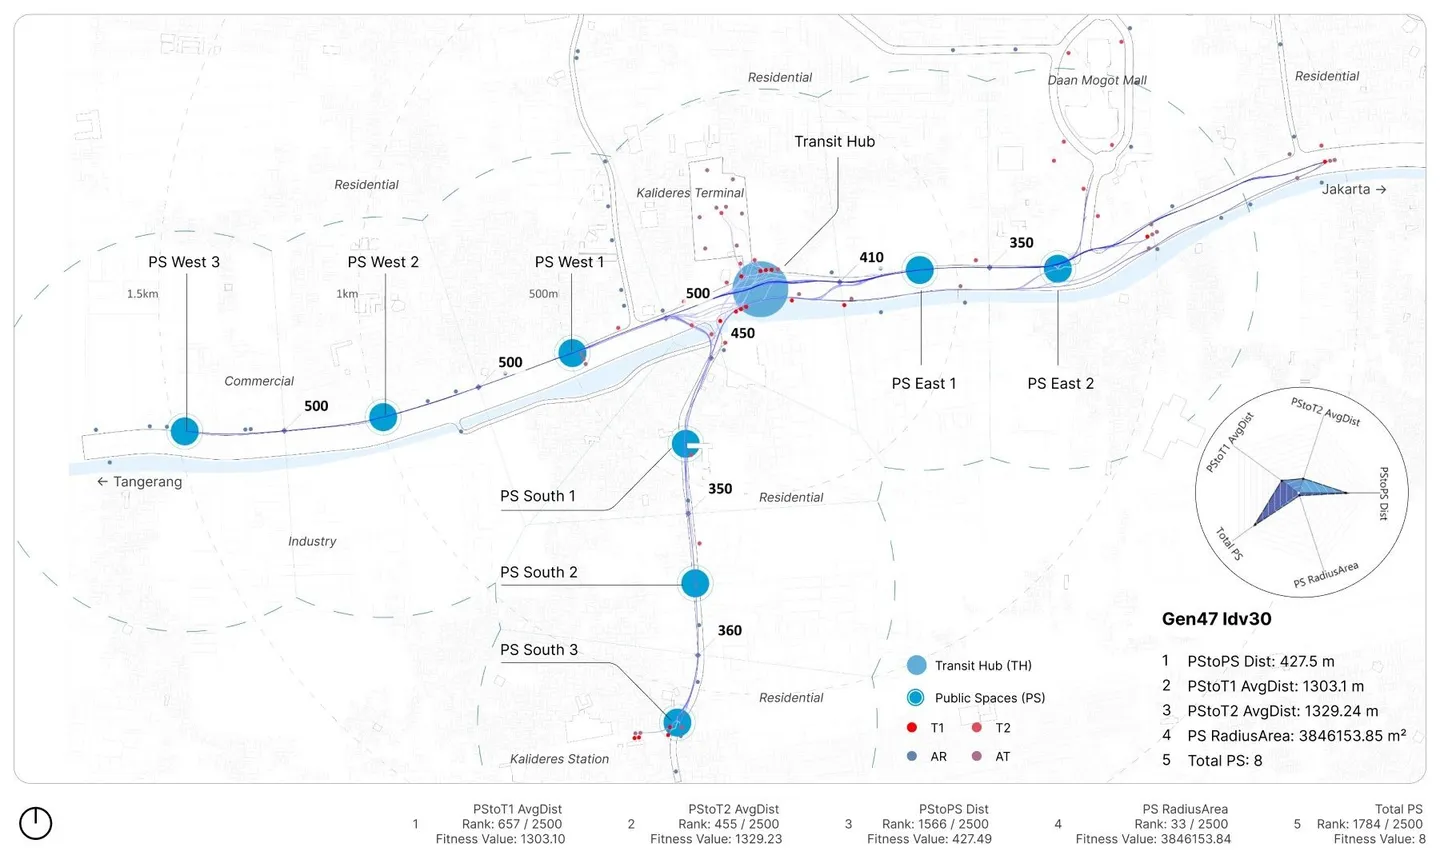 Residential
Daan Mogot Mall
Residential
Transit Hub
Residential
Kalideres Terminal
Jakarta →
350
410
PS West 3
PS West 2
PS West 1
1.5km
1km
500m
500
450
500
PS East 1
PS East 2
Commercial
500
← Tangerang
PS South 1
350
Residential
Industry
PS South 2
PS South 3
360
Residential
Kalideres Station
PStoT2 AvgDist
PStoT1 AvgDist
PStoPS Dist
Total PS
PS RadiusArea
Transit Hub (TH)
Public Spaces (PS)
T1
T2
AR
AT
Gen47 Idv30
1 PStoPS Dist: 427.5 m
2 PStoT1 AvgDist: 1303.1 m
3 PStoT2 AvgDist: 1329.24 m
4 PS RadiusArea: 3846153.85 m²
5 Total PS: 8
PStoT1 AvgDist
1 Rank: 657 / 2500
Fitness Value: 1303.10
PStoT2 AvgDist
2 Rank: 455 / 2500
Fitness Value: 1329.23
PStoPS Dist
3 Rank: 1566 / 2500
Fitness Value: 427.49
PS RadiusArea
4 Rank: 33 / 2500
Fitness Value: 3846153.84
Total PS
5 Rank: 1784 / 2500
Fitness Value: 8